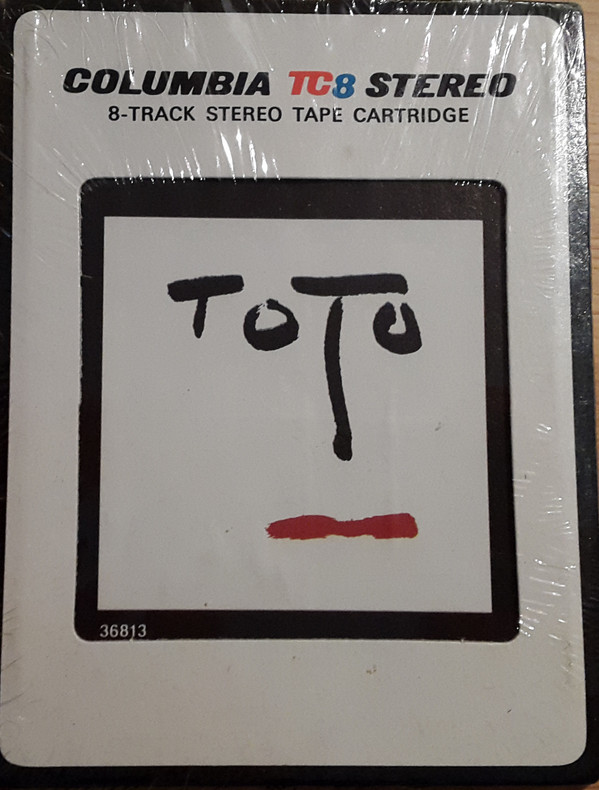 COLUMBIA TC8 STEREO
8-TRACK STEREO TAPE CARTRIDGE
TOTO
36813